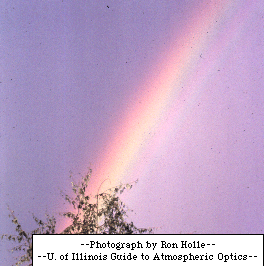 --Photograph by Ron Holle--
--U. of Illinois Guide to Atmospheric Optics--